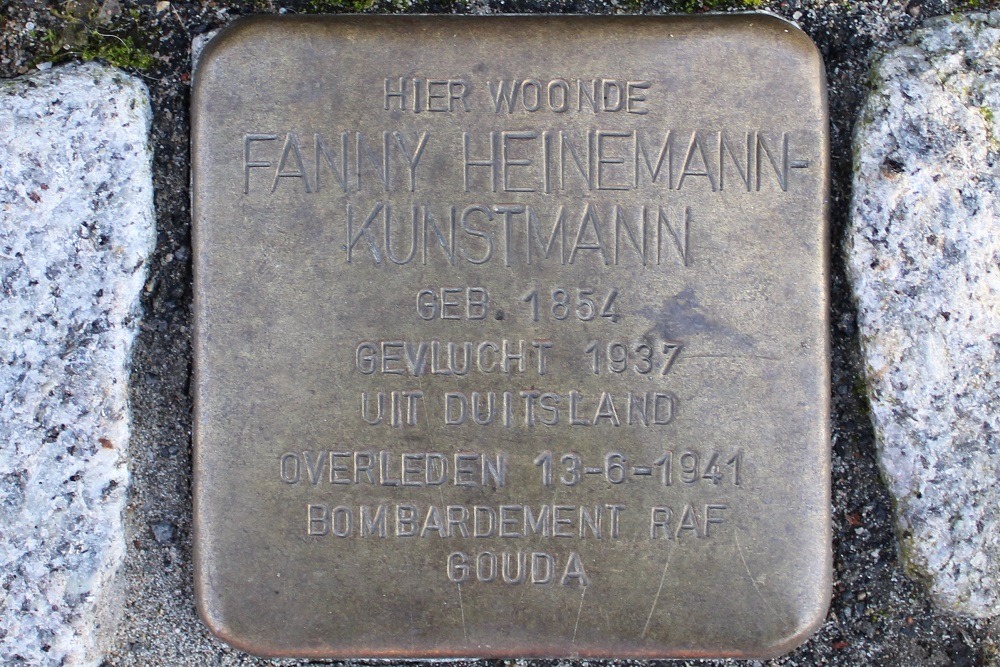 HIER WOONDE
FANNY HEINEMANN-
KUNSTMANN
GEB. 1854
GEVLUCHT 1937
UIT DUITSLAND
OVERLEDEN 13-6-1941
BOMBARDEMENT RAF
GOUDA